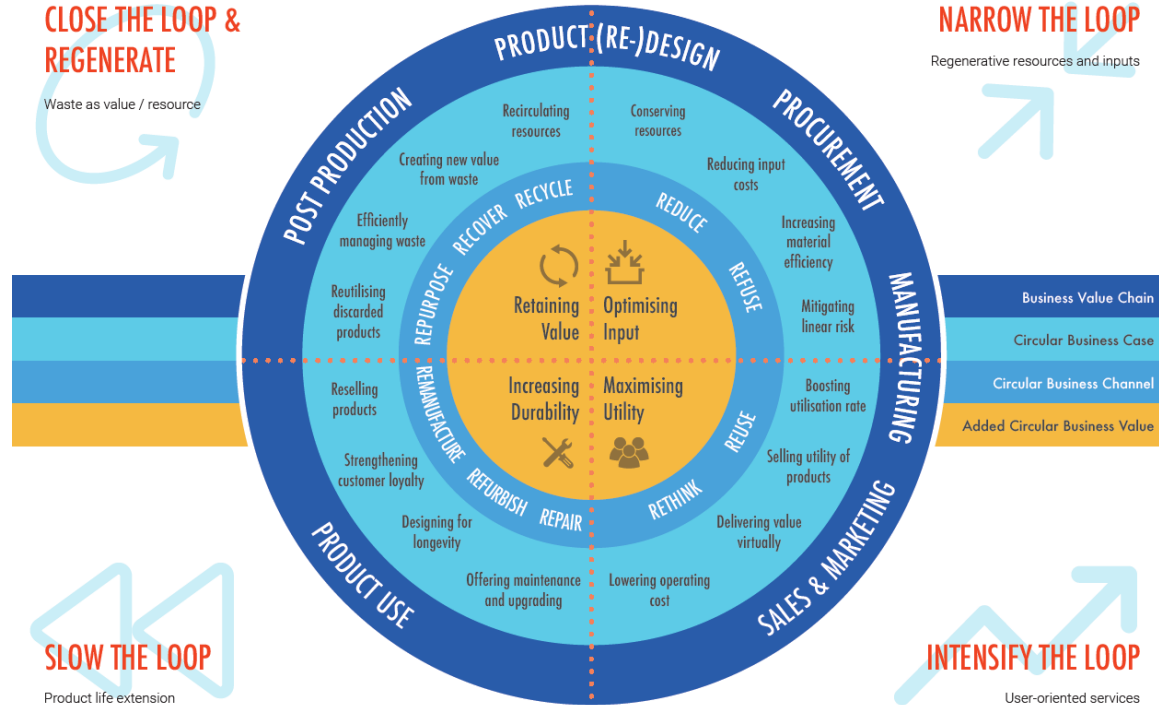 CLOSE THE LOOP &
REGENERATE
Waste as value / resource
NARROW THE LOOP
Regenerative resources and inputs
PRODUCT (RE-)DESIGN
PROCUREMENT
MANUFACTURING
SALES & MARKETING
PRODUCT USE
POST PRODUCTION
Recirculating
resources
Creating new value
from waste
Efficiently
managing waste
Reutilising
discarded
products
Conserving
resources
Reducing input
costs
Increasing
material
efficiency
Mitigating
linear risk
Boosting
utilisation rate
Selling utility of
products
Delivering value
virtually
Lowering operating
cost
Reselling
products
Strengthening
customer loyalty
Designing for
longevity
Offering maintenance
and upgrading
REPURPOSE RECOVER RECYCLE
REDUCE
REFUSE
REUSE
RETHINK
REMANUFACTURE REFURBISH REPAIR
Retaining
Value
Optimising
Input
Increasing
Durability
Maximising
Utility
Business Value Chain
Circular Business Case
Circular Business Channel
Added Circular Business Value
SLOW THE LOOP
Product life extension
INTENSIFY THE LOOP
User-oriented services